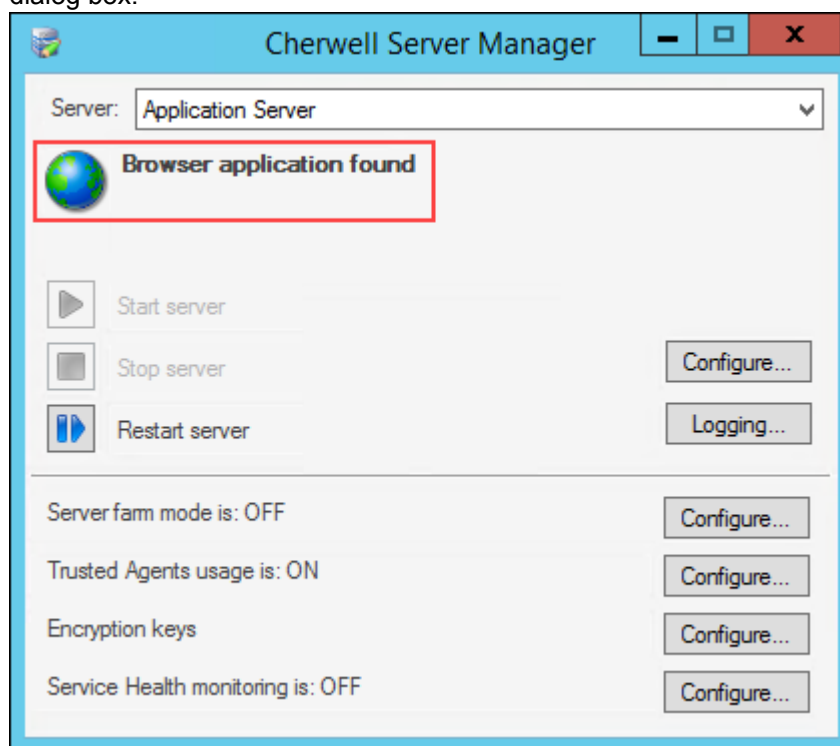 dialog box.
Cherwell Server Manager
Server: Application Server
Browser application found
Start server
Stop server
Configure...
Restart server
Logging...
Server farm mode is: OFF
Configure...
Trusted Agents usage is: ON
Configure...
Encryption keys
Configure...
Service Health monitoring is: OFF
Configure...